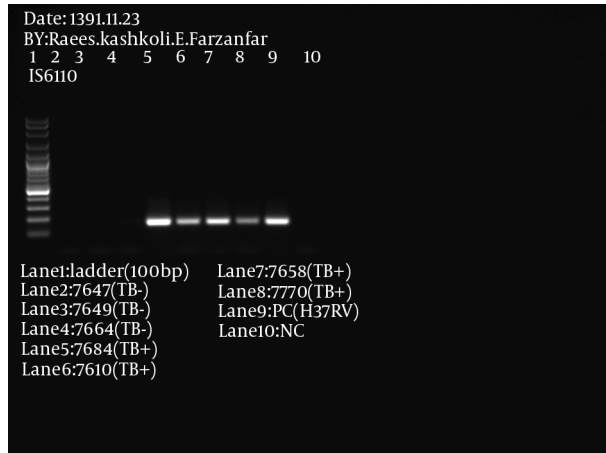 Date: 1391.11.23
BY:Raees.kashkoli.E.Farzanfar
1 2 3 4 5 6 7 8 9 10
IS6110
Lane1:ladder(100bp)
Lane2:7647(TB-)
Lane3:7649(TB-)
Lane4:7664(TB-)
Lane5:7684(TB+)
Lane6:7610(TB+)
Lane7:7658(TB+)
Lane8:7770(TB+)
Lane9:PC(H37RV)
Lane10:NC